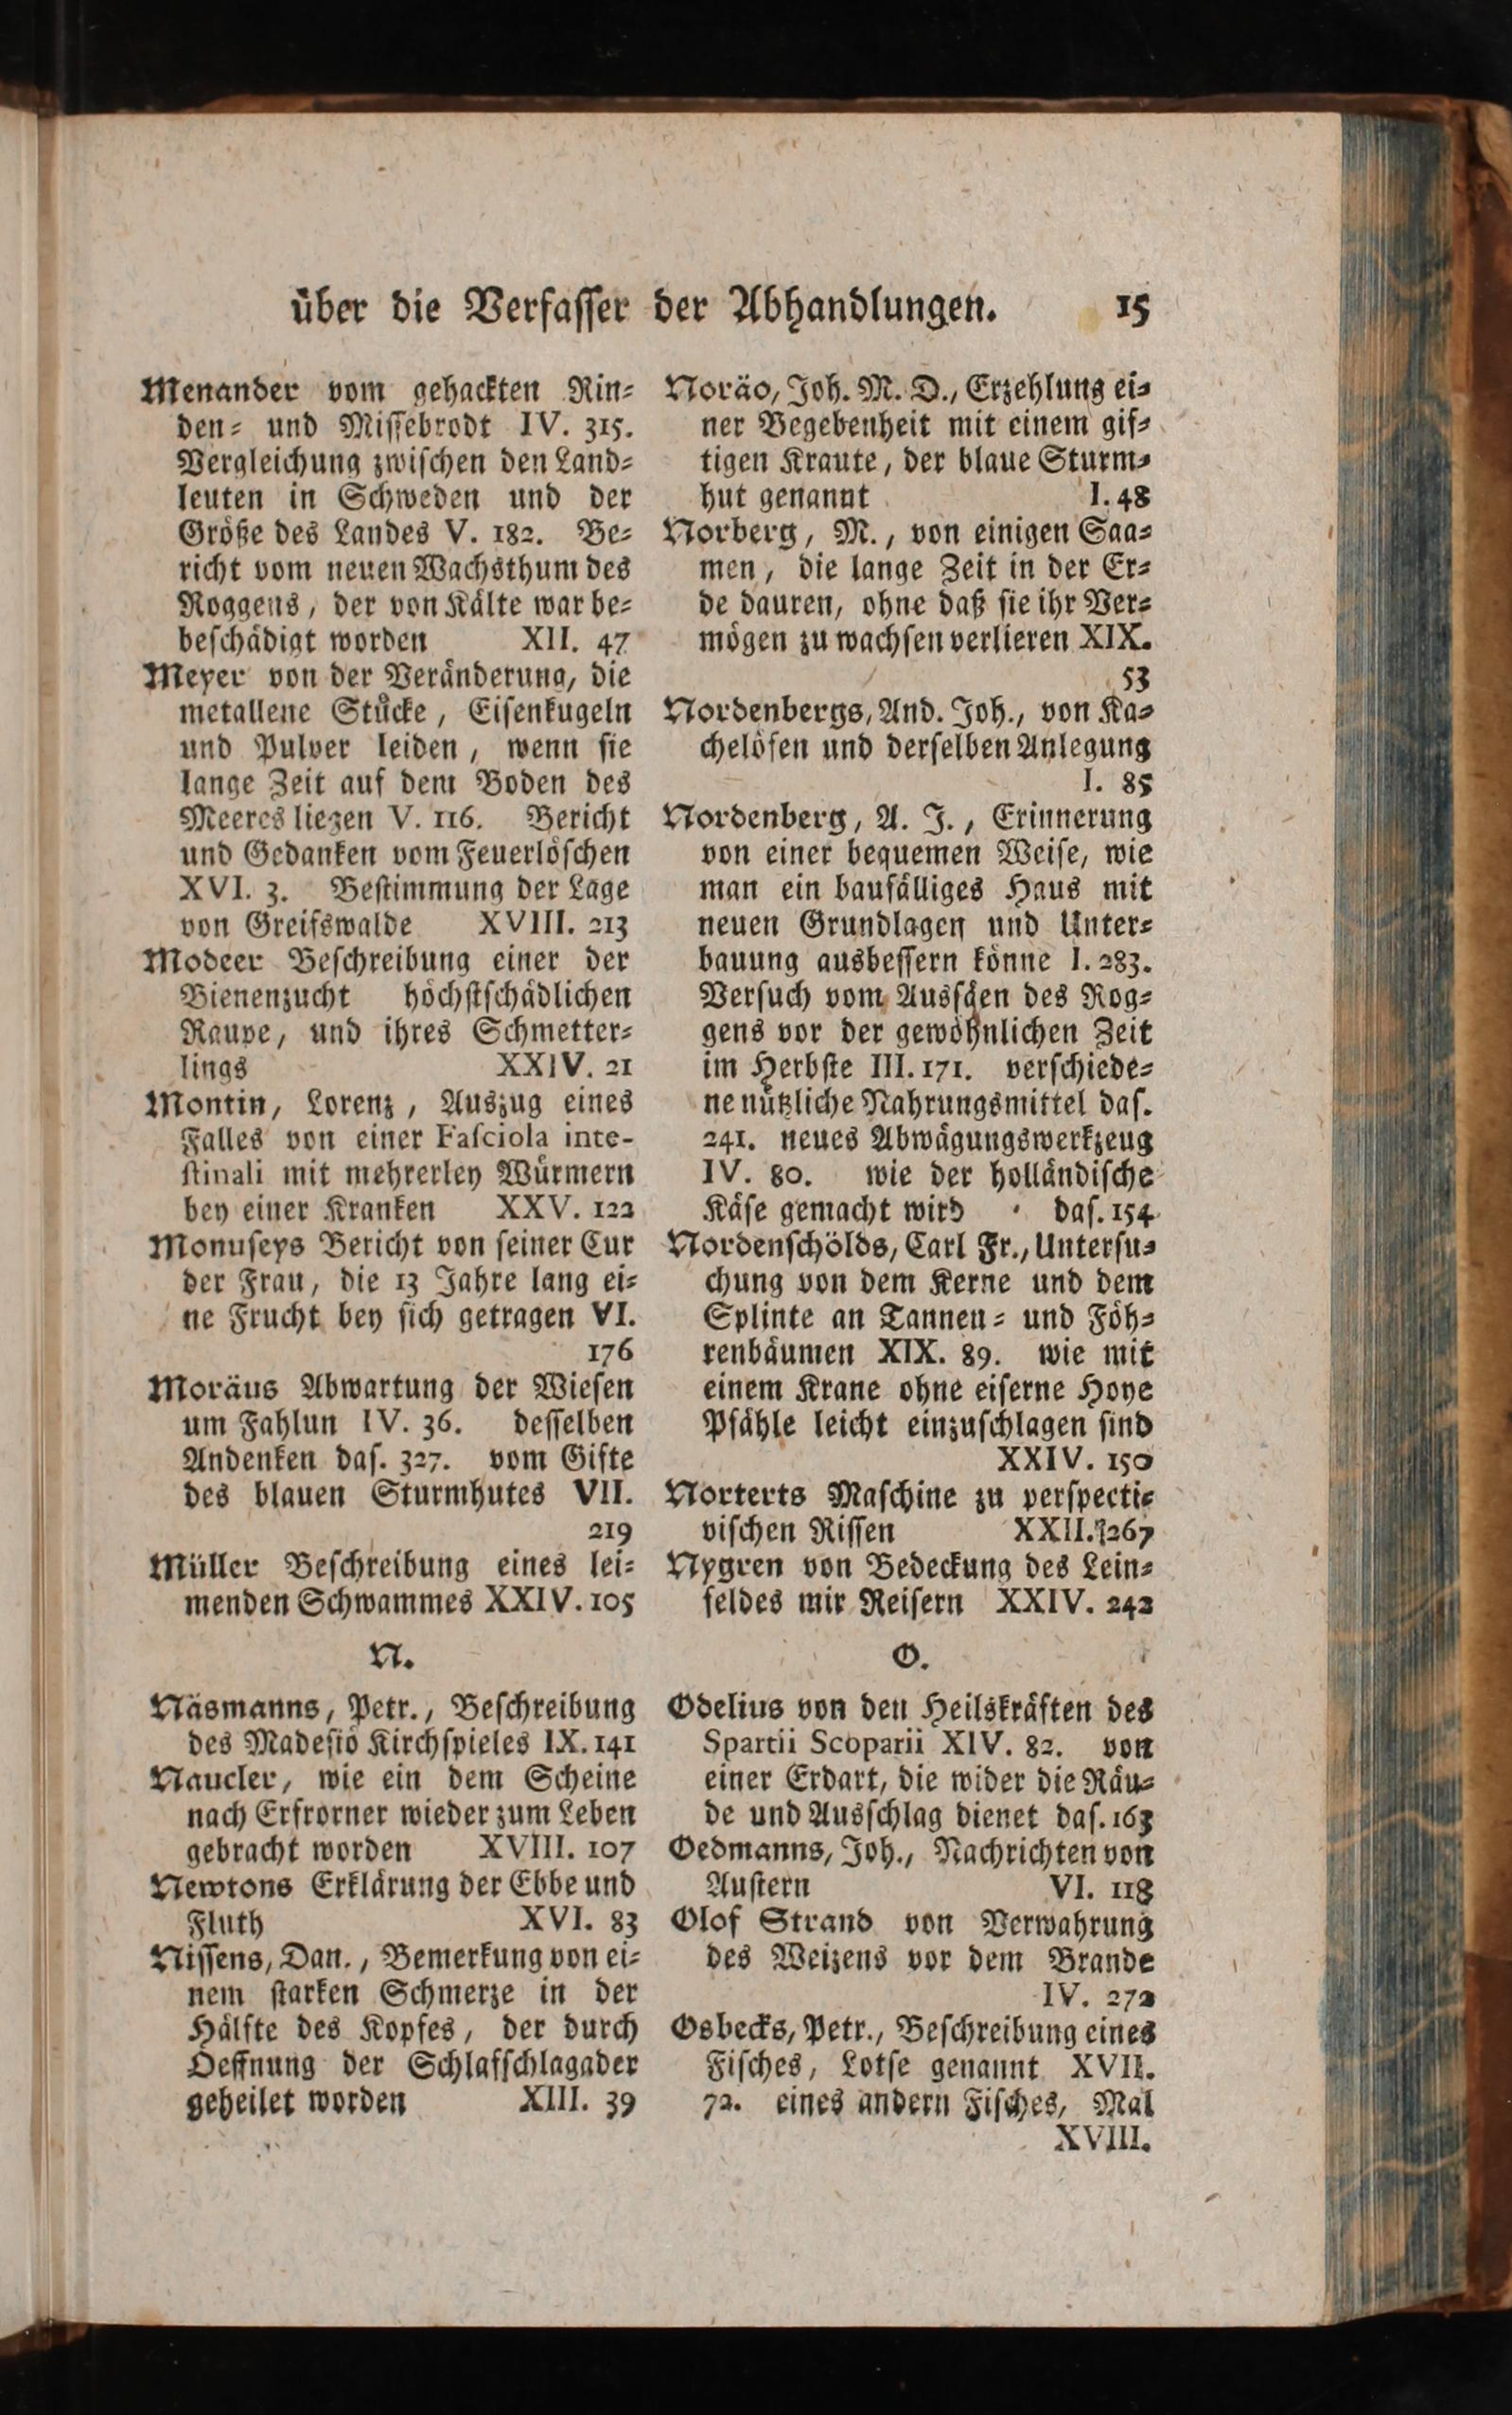 über die Verfaſſer der Abhandlungen. 15
Menander vom gehackten Rin⸗
den⸗ und Miſſebrodt IV. 315.
Vergleichung zwiſchen den Land⸗
leuten in Schweden und der
Größe des Landes V. 182. Be⸗
richt vom neuen Wachsthum des
Roggens, der von Kälte war be⸗
beſchädigt worden XII. 47
Meyer von der Veränderung, die
metallene Stücke, Eiſenkugeln
und Pulver leiden, wenn ſie
lange Zeit auf dem Boden des
Meeres liegen V. 116. Bericht
und Gedanken vom Feuerlöſchen
XVI. 3. Beſtimmung der Lage
von Greifswalde XVIII. 213
Modeer Beſchreibung einer der
Bienenzucht höchſtſchädlichen
Raupe, und ihres Schmetter⸗
lings XXIV. 21
Montin, Lorenz, Auszug eines
Falles von einer Faſciola inte-
ſtinali mit mehrerley Würmern
bey einer Kranken XXV. 122
Monuſeys Bericht von ſeiner Cur
der Frau, die 13 Jahre lang ei⸗
ne Frucht bey ſich getragen VI.
176
Moräus Abwartung der Wieſen
um Fahlun IV. 36. deſſelben
Andenken daſ. 327. vom Gifte
des blauen Sturmhutes VII.
219
Müller Beſchreibung eines lei⸗
menden Schwammes XXIV. 105
N.
Näsmanns, Petr., Beſchreibung
des Madeſiö Kirchſpieles IX. 141
Naucler, wie ein dem Scheine
nach Erfrorner wieder zum Leben
gebracht worden XVIII. 107
Newtons Erklärung der Ebbe und
Fluth XVI. 83
Niſſens, Dan., Bemerkung von ei⸗
nem ſtarken Schmerze in der
Hälfte des Kopfes, der durch
Oeffnung der Schlafſchlagader
geheilet worden XIII. 39
Noräo, Joh. M. D., Erzehlung ei⸗
ner Begebenheit mit einem gif⸗
tigen Kraute, der blaue Sturm⸗
hut genannt I. 48
Norberg, M., von einigen Saa⸗
men, die lange Zeit in der Er⸗
de dauren, ohne daß ſie ihr Ver⸗
mögen zu wachſen verlieren XIX.
53
Nordenbergs, And. Joh., von Ka⸗
chelöfen und derſelben Anlegung
I. 85
Nordenberg, A. J., Erinnerung
von einer bequemen Weiſe, wie
man ein baufälliges Haus mit
neuen Grundlagen und Unter⸗
bauung ausbeſſern könne I. 283.
Verſuch vom Ausſäen des Rog⸗
gens vor der gewöhnlichen Zeit
im Herbſte III. 171. verſchiede⸗
ne nützliche Nahrungsmittel daſ.
241. neues Abwägungswerkzeug
IV. 80. wie der holländiſche
Käſe gemacht wird daſ. 154
Nordenſchölds, Carl Fr., Unterſu⸗
chung von dem Kerne und dem
Splinte an Tannen⸗ und Föh⸗
renbäumen XIX. 89. wie mit
einem Krane ohne eiſerne Hoye
Pfähle leicht einzuſchlagen ſind
XXIV. 150
Norterts Maſchine zu perſpecti⸗
viſchen Riſſen XXII. 267
Nygren von Bedeckung des Lein⸗
feldes mir Reiſern XXIV. 242
O.
Odelius von den Heilskräften des
Spartii Scoparii XIV. 82. von
einer Erdart, die wider die Räu⸗
de und Ausſchlag dienet daſ. 163
Oedmanns, Joh., Nachrichten von
Auſtern VI. 118
Olof Strand von Verwahrung
des Weizens vor dem Brande
IV. 272
Osbecks, Petr., Beſchreibung eines
Fiſches, Lotſe genannt XVII.
72. eines andern Fiſches, Mal
XVIII.